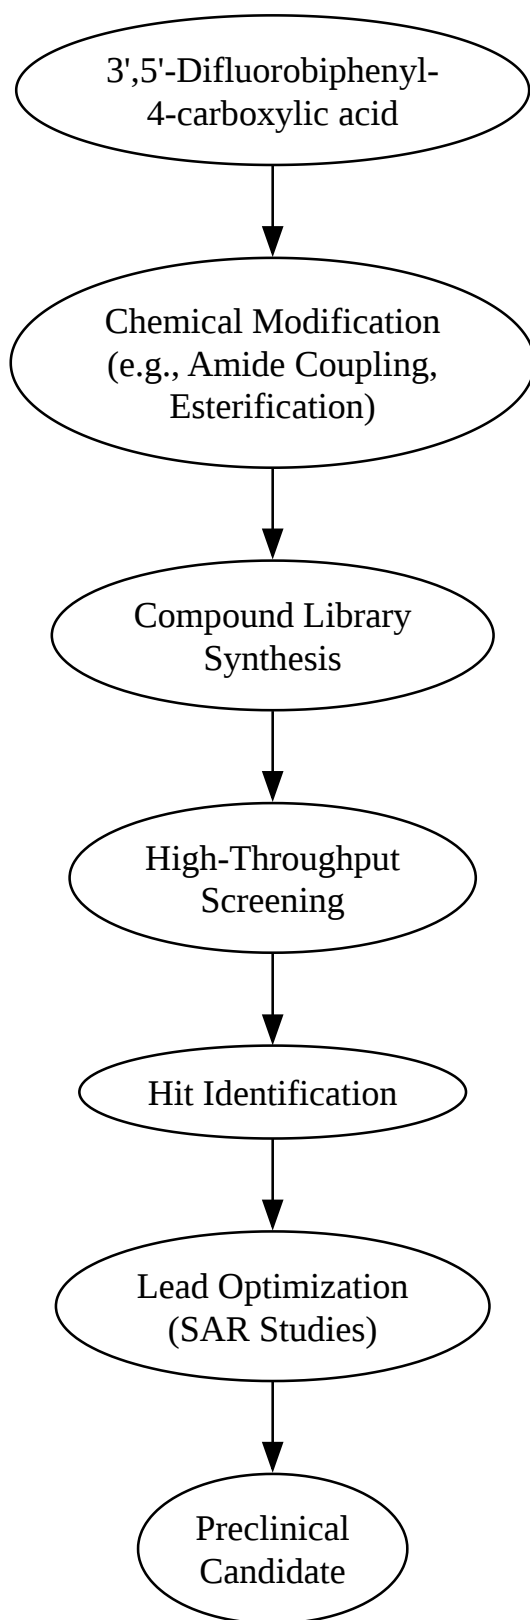 3',5'-Difluorobiphenyl-
4-carboxylic acid
Chemical Modification
(e.g., Amide Coupling,
Esterification)
Compound Library
Synthesis
High-Throughput
Screening
Hit Identification
Lead Optimization
(SAR Studies)
Preclinical
Candidate